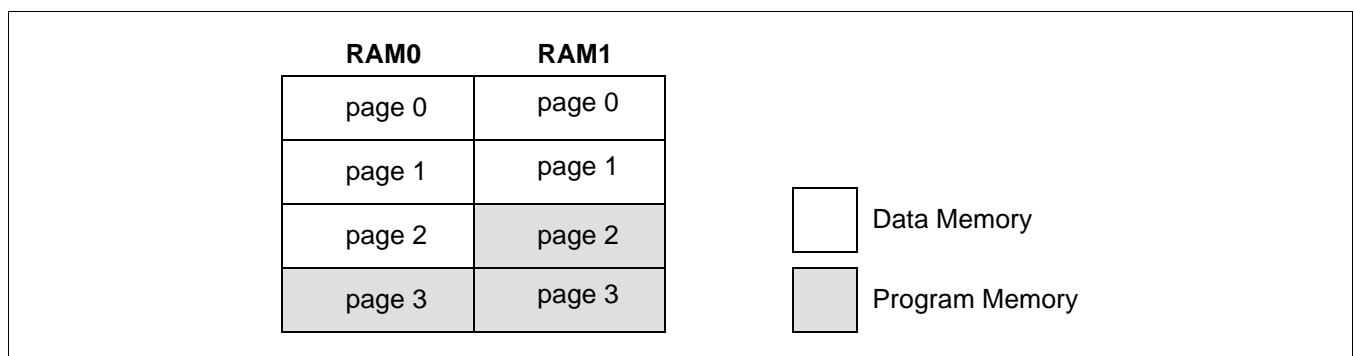 RAM0 RAM1
page 0 page 0
page 1 page 1
page 2 page 2
Data Memory
page 3 page 3
Program Memory